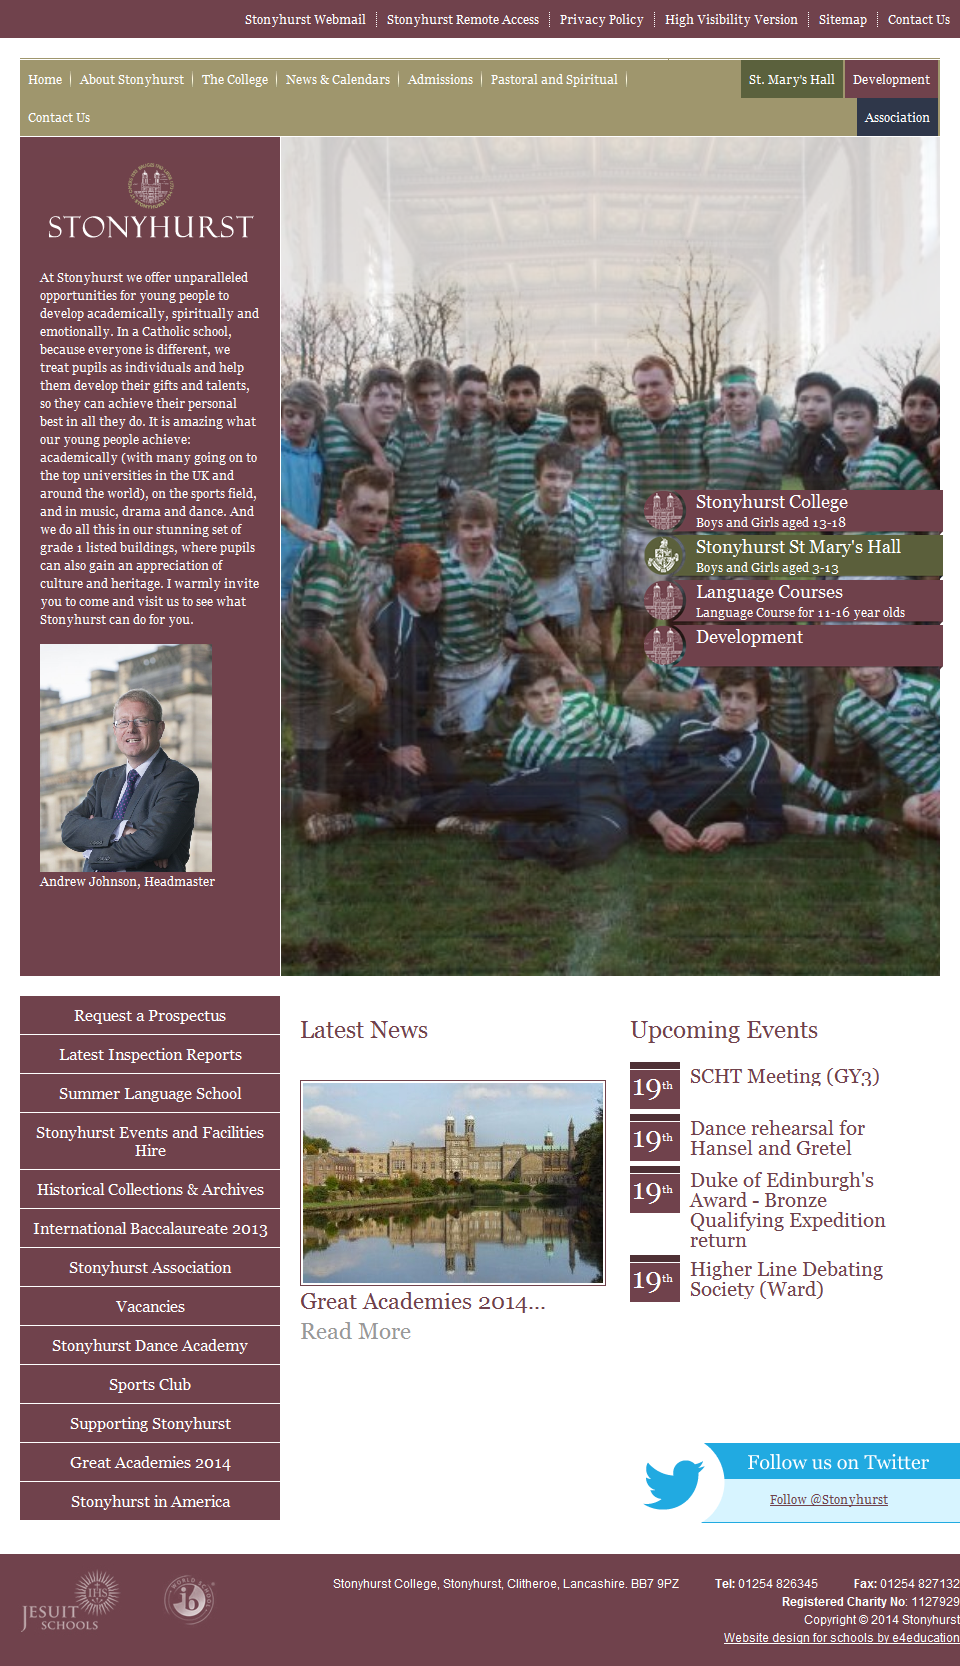 Stonyhurst Webmail
Stonyhurst Remote Access
Privacy Policy
High Visibility Version
Sitemap
Contact Us
Home
About Stonyhurst
The College
News & Calendars
Admissions
Pastoral and Spiritual
St. Mary's Hall
Development
Contact Us
Association
STONYHURST
At Stonyhurst we offer unparalleled
opportunities for young people to
develop academically, spiritually and
emotionally. In a Catholic school,
because everyone is different, we
treat pupils as individuals and help
them develop their gifts and talents,
so they can achieve their personal
best in all they do. It is amazing what
our young people achieve:
academically (with many going on to
the top universities in the UK and
around the world), on the sports field,
and in music, drama and dance. And
we do all this in our stunning set of
grade 1 listed buildings, where pupils
can also gain an appreciation of
culture and heritage. I warmly invite
you to come and visit us to see what
Stonyhurst can do for you.
Andrew Johnson, Headmaster
Stonyhurst College
Boys and Girls aged 13-18
Stonyhurst St Mary's Hall
Boys and Girls aged 3-13
Language Courses
Language Course for 11-16 year olds
Development
Request a Prospectus
Latest Inspection Reports
Summer Language School
Stonyhurst Events and Facilities
Hire
Historical Collections & Archives
International Baccalaureate 2013
Stonyhurst Association
Vacancies
Stonyhurst Dance Academy
Sports Club
Supporting Stonyhurst
Great Academies 2014
Stonyhurst in America
Latest News
Great Academies 2014...
Read More
Upcoming Events
19th
SCHT Meeting (GY3)
19th
Dance rehearsal for
Hansel and Gretel
19th
Duke of Edinburgh's
Award - Bronze
Qualifying Expedition
return
19th
Higher Line Debating
Society (Ward)
Follow us on Twitter
Follow @Stonyhurst
IHS
JESUIT
SCHOOLS
WORLD SCHOOL
ib
Stonyhurst College, Stonyhurst, Clitheroe, Lancashire. BB7 9PZ
Tel: 01254 826345
Fax: 01254 827132
Registered Charity No: 1127929
Copyright © 2014 Stonyhurst
Website design for schools by e4education